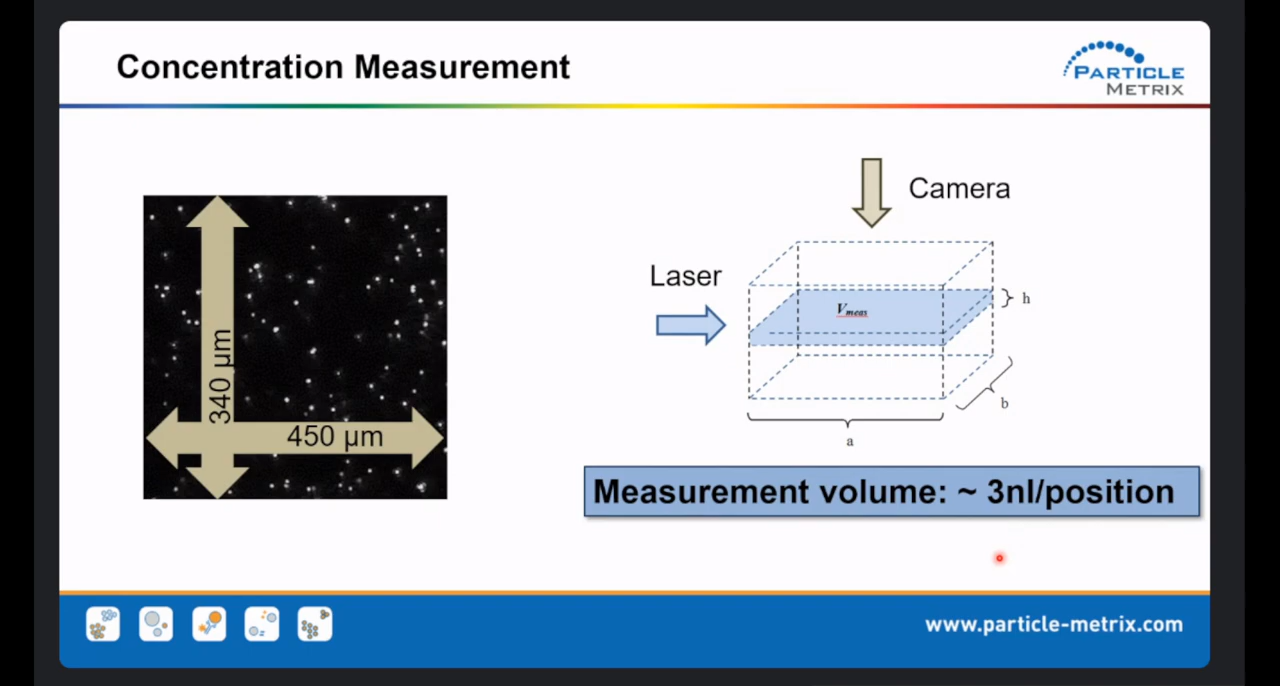 Concentration Measurement
PARTICLE
METRIX
340 µm
450 µm
Camera
Laser
Vmeas
h
b
a
Measurement volume: ~ 3nl/position
www.particle-metrix.com